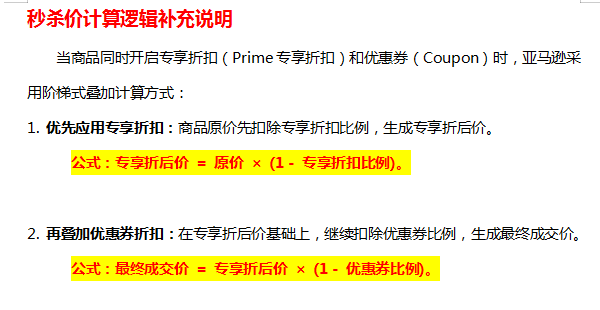 秒杀价计算逻辑补充说明
当商品同时开启专享折扣（Prime 专享折扣）和优惠券（Coupon）时，亚马逊采
用阶梯式叠加计算方式：
1. 优先应用专享折扣：商品原价先扣除专享折扣比例，生成专享折后价。
公式：专享折后价 = 原价 × (1 - 专享折扣比例)。
2. 再叠加优惠券折扣：在专享折后价基础上，继续扣除优惠券比例，生成最终成交价。
公式：最终成交价 = 专享折后价 × (1 - 优惠券比例)。